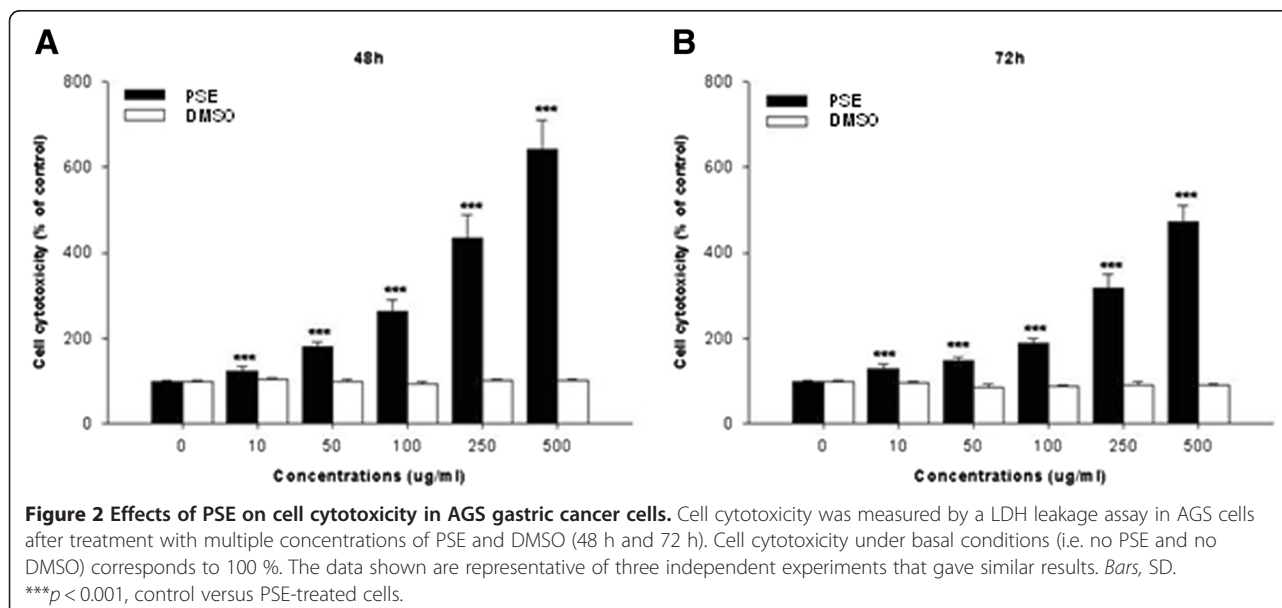 A
48h
800
600
400
200
0
Cell cytotoxicity (% of control)
PSE
DMSO
***
***
***
***
***
0 10 50 100 250 500
Concentrations (ug/ml)
B
72h
800
600
400
200
0
Cell cytotoxicity (% of control)
PSE
DMSO
***
***
***
***
***
0 10 50 100 250 500
Concentrations (ug/ml)
Figure 2 Effects of PSE on cell cytotoxicity in AGS gastric cancer cells. Cell cytotoxicity was measured by a LDH leakage assay in AGS cells
after treatment with multiple concentrations of PSE and DMSO (48 h and 72 h). Cell cytotoxicity under basal conditions (i.e. no PSE and no
DMSO) corresponds to 100 %. The data shown are representative of three independent experiments that gave similar results. Bars, SD.
***p < 0.001, control versus PSE-treated cells.